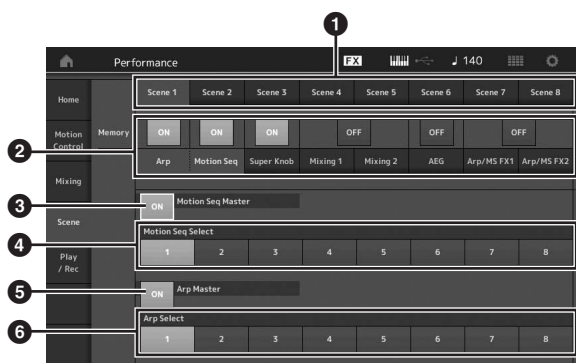 1
Performance FX 140
Home
Scene 1 Scene 2 Scene 3 Scene 4 Scene 5 Scene 6 Scene 7 Scene 8
Motion Control
Memory
2
ON ON ON OFF OFF OFF
Arp Motion Seq Super Knob Mixing 1 Mixing 2 AEG Arp/MS FX1 Arp/MS FX2
Mixing
3
ON Motion Seq Master
Scene
4
Motion Seq Select
1 2 3 4 5 6 7 8
Play / Rec
5
ON Arp Master
6
Arp Select
1 2 3 4 5 6 7 8